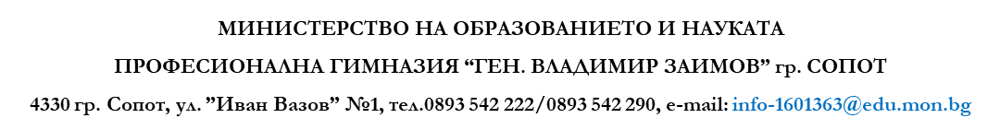 МИНИСТЕРСТВО НА ОБРАЗОВАНИЕТО И НАУКАТА
ПРОФЕСИОНАЛНА ГИМНАЗИЯ “ГЕН. ВЛАДИМИР ЗАИМОВ” гр. СОПОТ
4330 гр. Сопот, ул. ”Иван Вазов” №1, тел.0893 542 222/0893 542 290, e-mail: info-1601363@edu.mon.bg